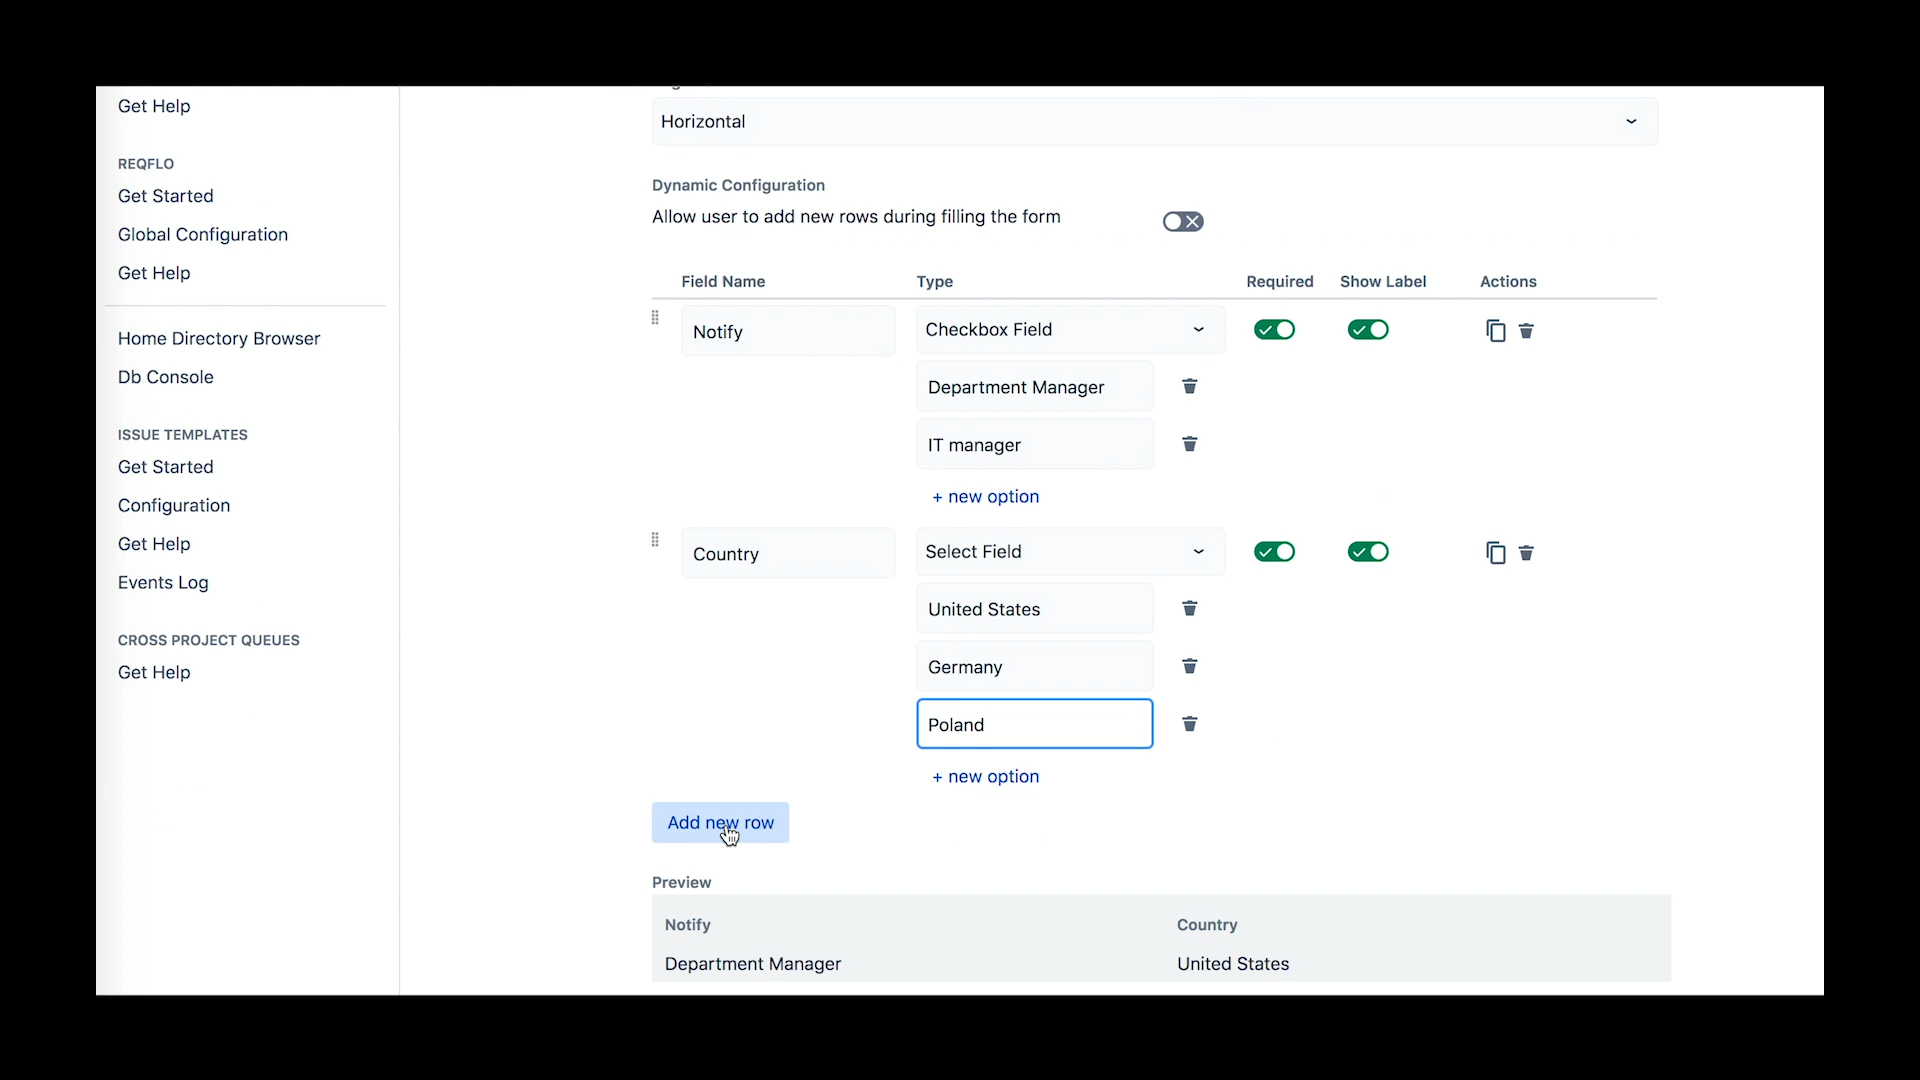 Get Help
REQFLO
Get Started
Global Configuration
Get Help
Home Directory Browser
Db Console
ISSUE TEMPLATES
Get Started
Configuration
Get Help
Events Log
CROSS PROJECT QUEUES
Get Help
Horizontal
Dynamic Configuration
Allow user to add new rows during filling the form
Field Name Type Required Show Label Actions
Notify Checkbox Field
Department Manager
IT manager
+ new option
Country Select Field
United States
Germany
Poland
+ new option
Add new row
Preview
Notify Country
Department Manager United States